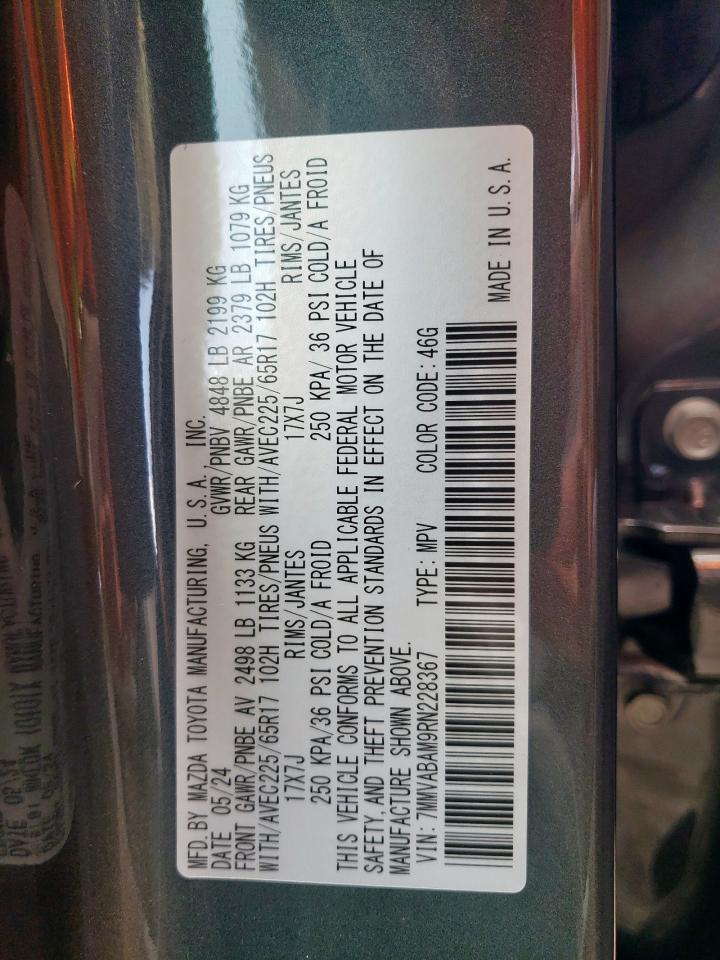 MFD. BY MAZDA TOYOTA MANUFACTURING, U.S.A. INC.
DATE 05/24 GVWR/PNBV 4848 LB 2199 KG
FRONT GAWR/PNBE AV 2498 LB 1133 KG REAR GAWR/PNBE AR 2379 LB 1079 KG
WITH/AVEC225/65R17 102H TIRES/PNEUS WITH/AVEC225/65R17 102H TIRES/PNEUS
17X7J RIMS/JANTES 17X7J RIMS/JANTES
250 KPA/36 PSI COLD/A FROID 250 KPA/ 36 PSI COLD/A FROID
THIS VEHICLE CONFORMS TO ALL APPLICABLE FEDERAL MOTOR VEHICLE
SAFETY, AND THEFT PREVENTION STANDARDS IN EFFECT ON THE DATE OF
MANUFACTURE SHOWN ABOVE.
VIN: 7MMVABAM9RN228367 TYPE: MPV COLOR CODE: 46G
MADE IN U.S.A.